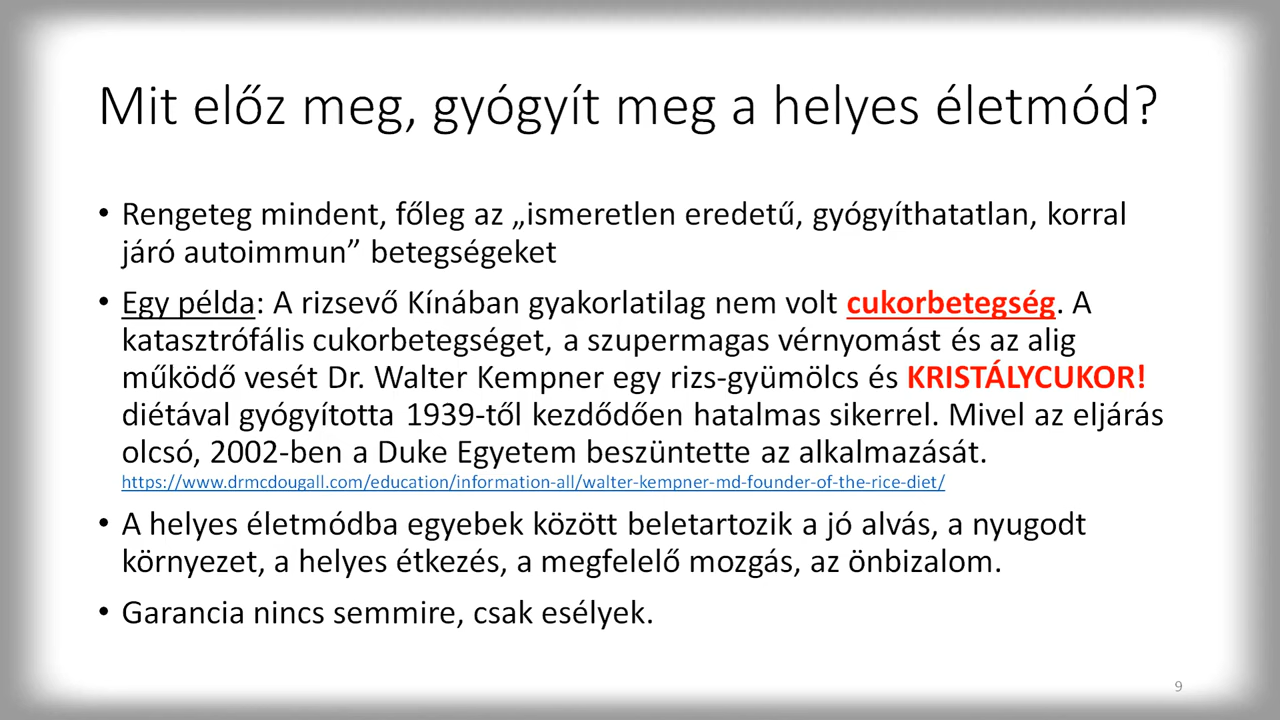 Mit előz meg, gyógyít meg a helyes életmód?
• Rengeteg mindent, főleg az „ismeretlen eredetű, gyógyíthatatlan, korral
járó autoimmun” betegségeket
• Egy példa: A rizsevő Kínában gyakorlatilag nem volt cukorbetegség. A
katasztrófális cukorbetegséget, a szupermagas vérnyomást és az alig
működő vesét Dr. Walter Kempner egy rizs-gyümölcs és KRISTÁLYCUKOR!
diétával gyógyította 1939-től kezdődően hatalmas sikerrel. Mivel az eljárás
olcsó, 2002-ben a Duke Egyetem beszüntette az alkalmazását.
https://www.drmcdougall.com/education/information-all/walter-kempner-md-founder-of-the-rice-diet/
• A helyes életmódba egyebek között beletartozik a jó alvás, a nyugodt
környezet, a helyes étkezés, a megfelelő mozgás, az önbizalom.
• Garancia nincs semmire, csak esélyek.
9